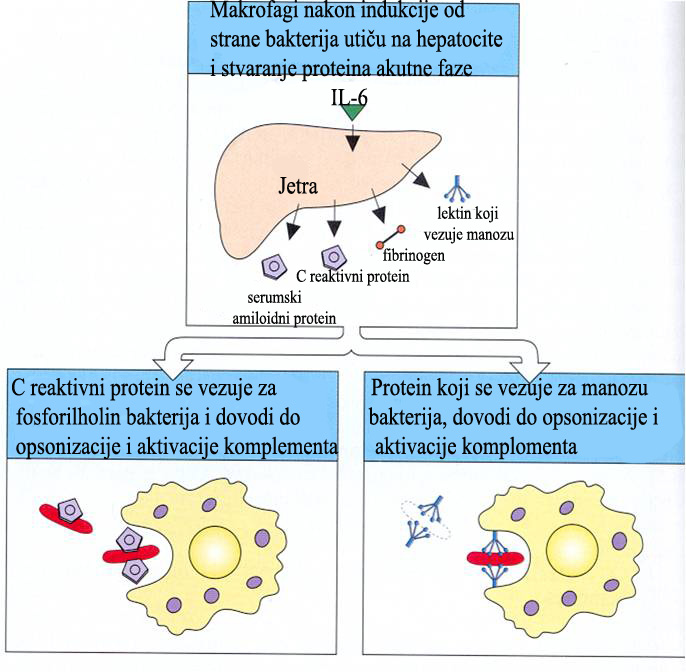 Makrofagi nakon indukcije od
strane bakterija utiču na hepatocite
i stvaranje proteina akutne faze
IL-6
Jetra
lektin koji
vezuje manozu
fibrinogen
C reaktivni protein
serumski
amiloidni protein
C reaktivni protein se vezuje za
fosforilholin bakterija i dovodi do
opsonizacije i aktivacije komplementa
Protein koji se vezuje za manozu
bakterija, dovodi do opsonizacije i
aktivacije komplomenta